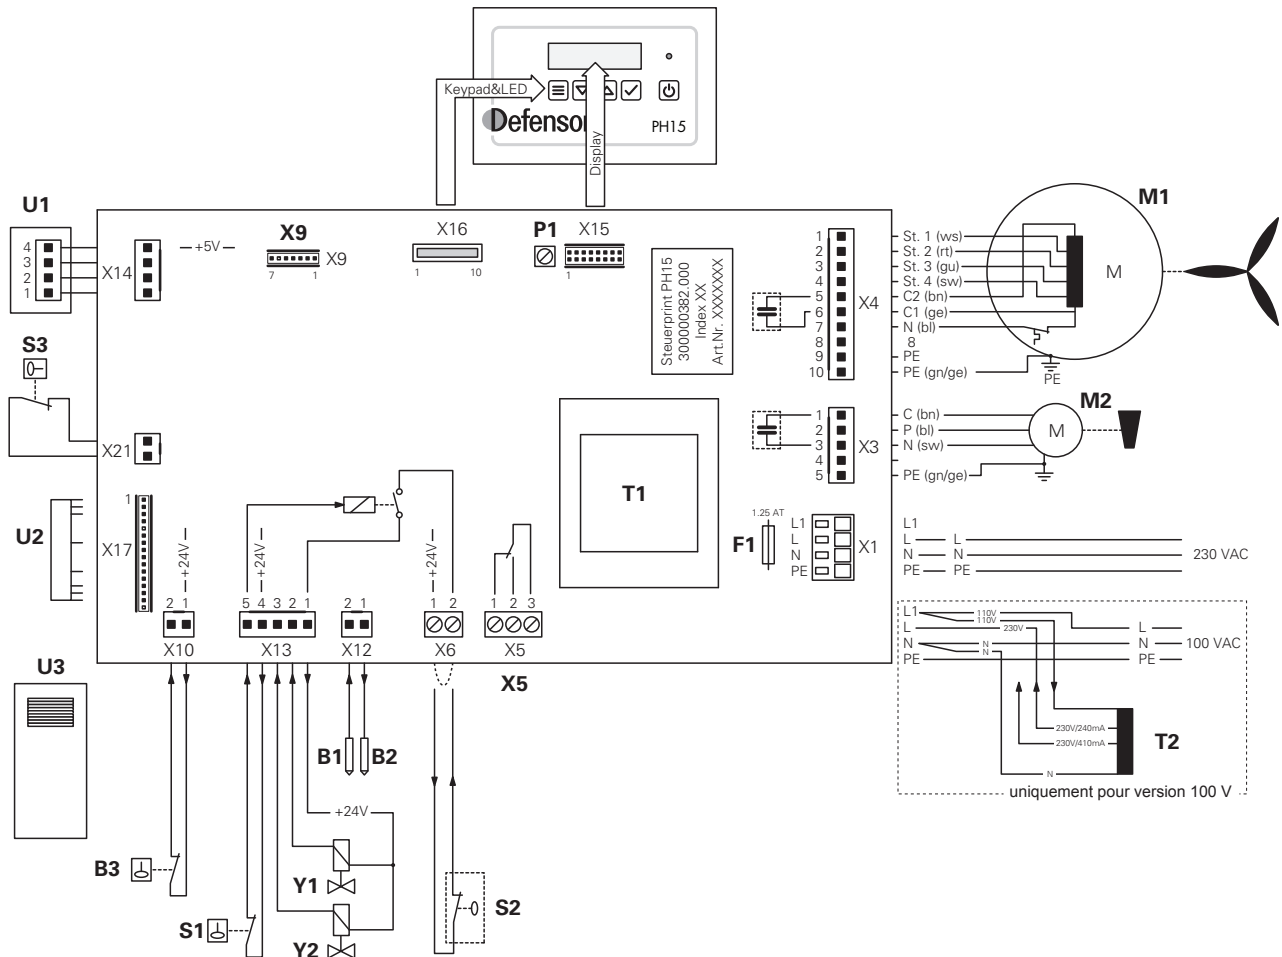 Keypad&LED
Defensor
PH15
Display
U1
4
3
2
1
X14
+5V
X9
X9
7
1
X16
1
10
P1
X15
1
Steuerprint PH15
300000382.000
Index XX
Art.Nr. XXXXXXX
1
2
3
4
5
6
7
8
9
10
X4
St. 1 (ws)
St. 2 (rt)
St. 3 (gu)
St. 4 (sw)
C2 (bn)
C1 (ge)
N (bl)
8
PE
PE (gn/ge)
M1
M
PE
S3
X21
1
2
3
4
5
X3
C (bn)
P (bl)
N (sw)
PE (gn/ge)
M2
M
T1
U2
1
X17
1.25 AT
F1
L1
L
N
PE
X1
L1
L L
N N
PE PE
230 VAC
+24V
2 1
X10
+24V
5 4 3 2 1
X13
2 1
X12
+24V
1 2
X6
1 2 3
X5
X5
L1
110V
110V
L
230V
L
N
N
N
N
100 VAC
PE
PE
230V/240mA
230V/410mA
N
T2
uniquement pour version 100 V
U3
B1
B2
+24V
B3
Y1
S1
Y2
S2